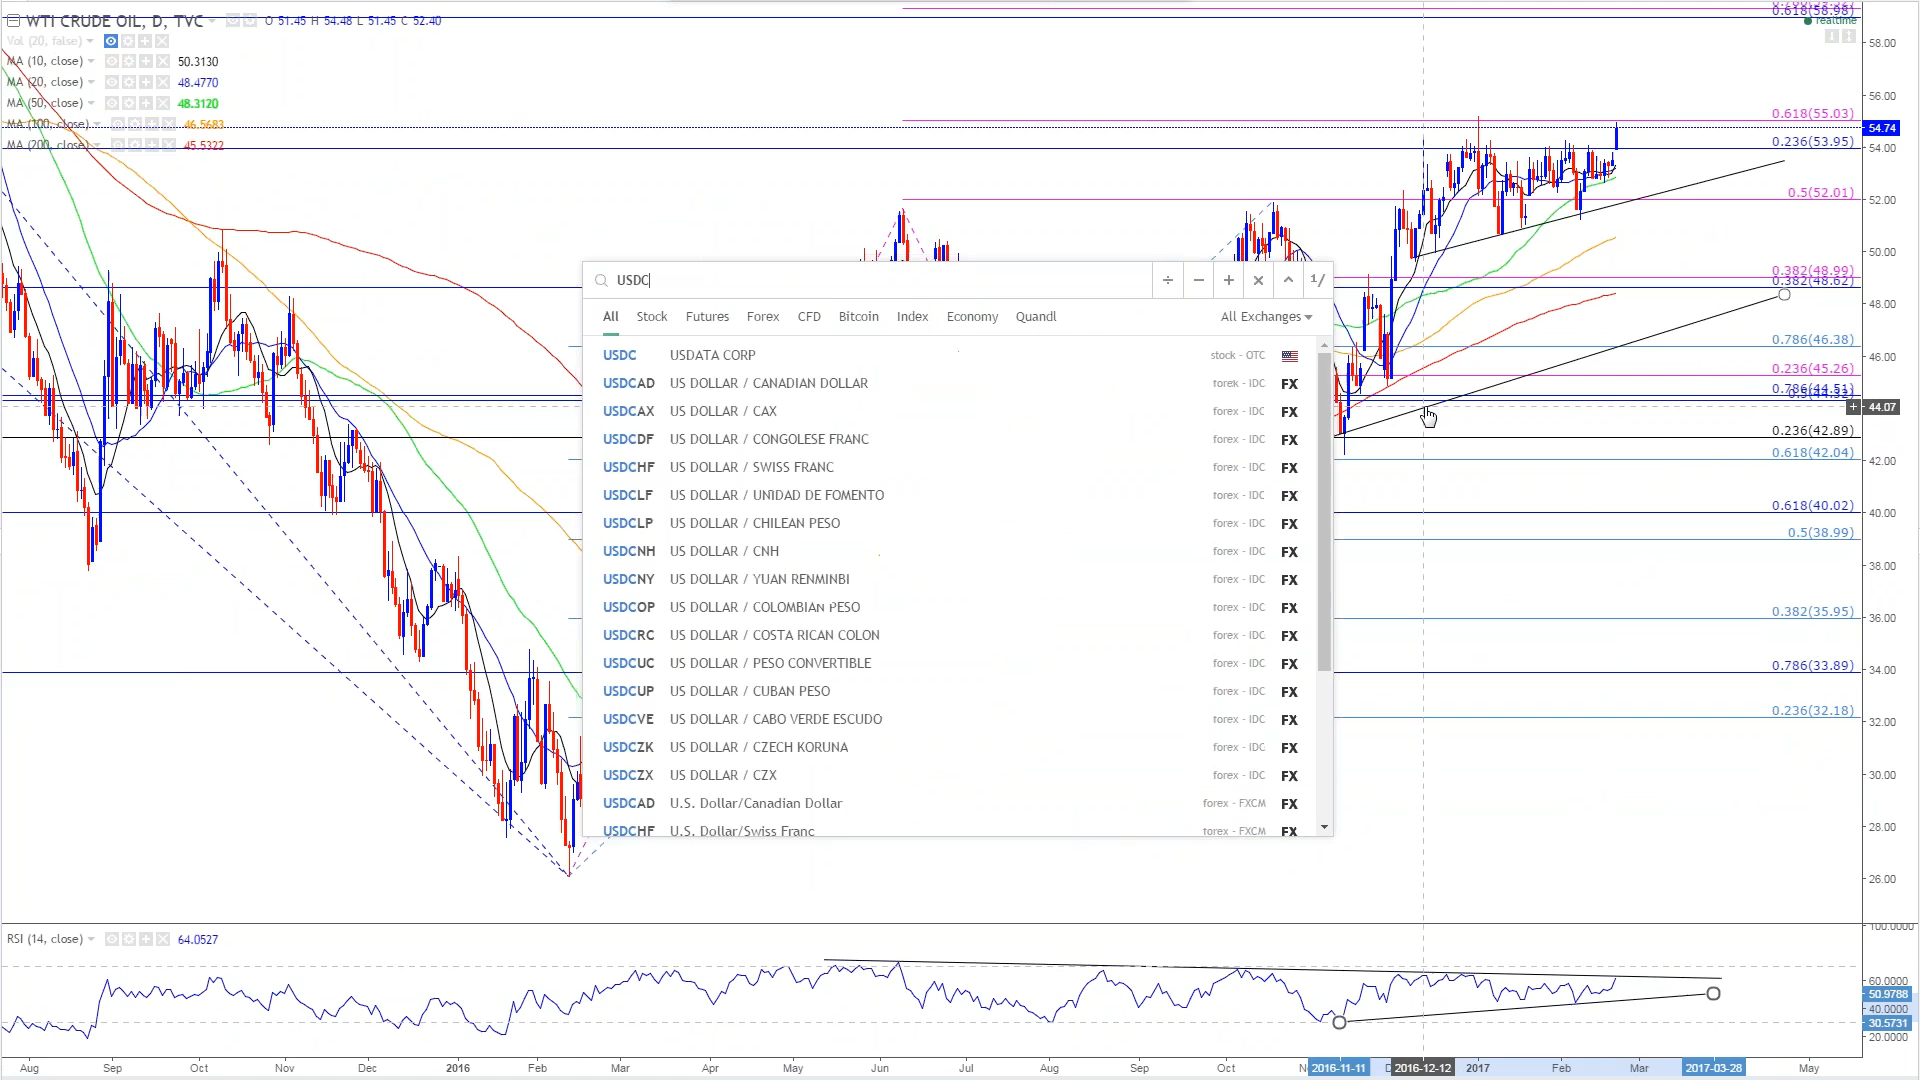 WTI CRUDE OIL, D, TVC O 51.45 H 54.48 L 51.45 C 52.40
0.618(58.98)
realtime
Vol (20, false)
58.00
MA (10, close) 50.3130
MA (20, close) 48.4770
56.00
MA (50, close) 48.3120
0.618(55.03)
MA (100, close) 46.5683
54.74
MA (200, close) 45.5322
0.236(53.95)
54.00
0.5(52.01)
52.00
50.00
0.382(48.99)
0.382(48.62)
48.00
0.786(46.38)
46.00
0.236(45.26)
0.786(44.51)
44.07
0.236(42.89)
0.618(42.04)
42.00
0.618(40.02)
40.00
0.5(38.99)
38.00
0.382(35.95)
36.00
0.786(33.89)
34.00
0.236(32.18)
32.00
30.00
28.00
26.00
USDC ÷ − + × 1/
All Stock Futures Forex CFD Bitcoin Index Economy Quandl All Exchanges
USDC USDATA CORP stock - OTC
USDCAD US DOLLAR / CANADIAN DOLLAR forex - IDC FX
USDCAX US DOLLAR / CAX forex - IDC FX
USDCDF US DOLLAR / CONGOLESE FRANC forex - IDC FX
USDCHF US DOLLAR / SWISS FRANC forex - IDC FX
USDCLF US DOLLAR / UNIDAD DE FOMENTO forex - IDC FX
USDCLP US DOLLAR / CHILEAN PESO forex - IDC FX
USDCNH US DOLLAR / CNH forex - IDC FX
USDCNY US DOLLAR / YUAN RENMINBI forex - IDC FX
USDCOP US DOLLAR / COLOMBIAN PESO forex - IDC FX
USDCRC US DOLLAR / COSTA RICAN COLON forex - IDC FX
USDCUC US DOLLAR / PESO CONVERTIBLE forex - IDC FX
USDCUP US DOLLAR / CUBAN PESO forex - IDC FX
USDCVE US DOLLAR / CABO VERDE ESCUDO forex - IDC FX
USDCZK US DOLLAR / CZECH KORUNA forex - IDC FX
USDCZX US DOLLAR / CZX forex - IDC FX
USDCAD U.S. Dollar/Canadian Dollar forex - FXCM FX
USDCHF U.S. Dollar/Swiss Franc forex - FXCM FX
RSI (14, close) 64.0527
100.0000
60.0000
50.9788
40.0000
30.5731
20.0000
Aug Sep Oct Nov Dec 2016 Feb Mar Apr May Jun Jul Aug Sep Oct 2016-11-11 2016-12-12 2017 Feb Mar 2017-03-28 May